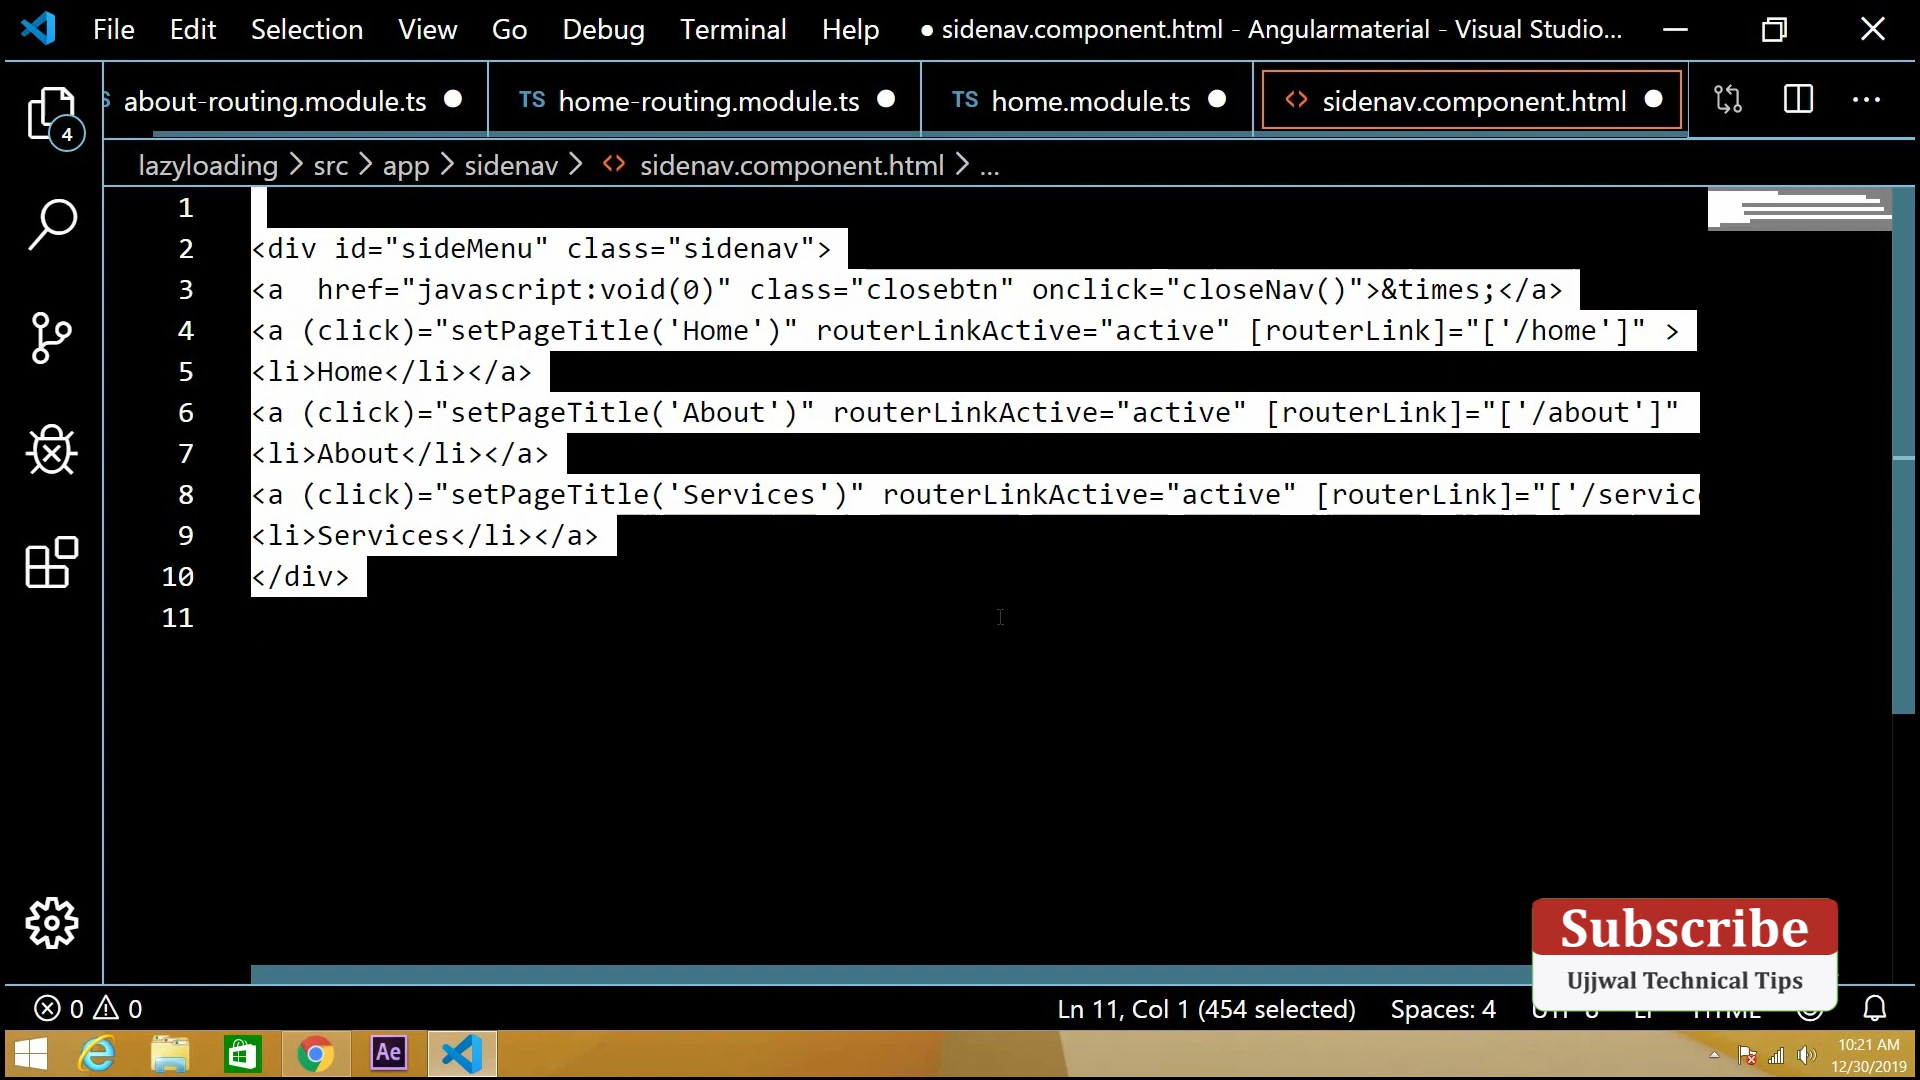 File Edit Selection View Go Debug Terminal Help ● sidenav.component.html - Angularmaterial - Visual Studio...
about-routing.module.ts ● TS home-routing.module.ts ● TS home.module.ts ● <> sidenav.component.html ● ...
4
lazyloading > src > app > sidenav > <> sidenav.component.html > ...
1
2 <div id="sideMenu" class="sidenav">
3 <a  href="javascript:void(0)" class="closebtn" onclick="closeNav()">&times;</a>
4 <a (click)="setPageTitle('Home')" routerLinkActive="active" [routerLink]="['/home']" >
5 <li>Home</li></a>
6 <a (click)="setPageTitle('About')" routerLinkActive="active" [routerLink]="['/about']"
7 <li>About</li></a>
8 <a (click)="setPageTitle('Services')" routerLinkActive="active" [routerLink]="['/servic
9 <li>Services</li></a>
10 </div>
11
Subscribe
Ujjwal Technical Tips
0 0 Ln 11, Col 1 (454 selected) Spaces: 4
Ae
10:21 AM
12/30/2019